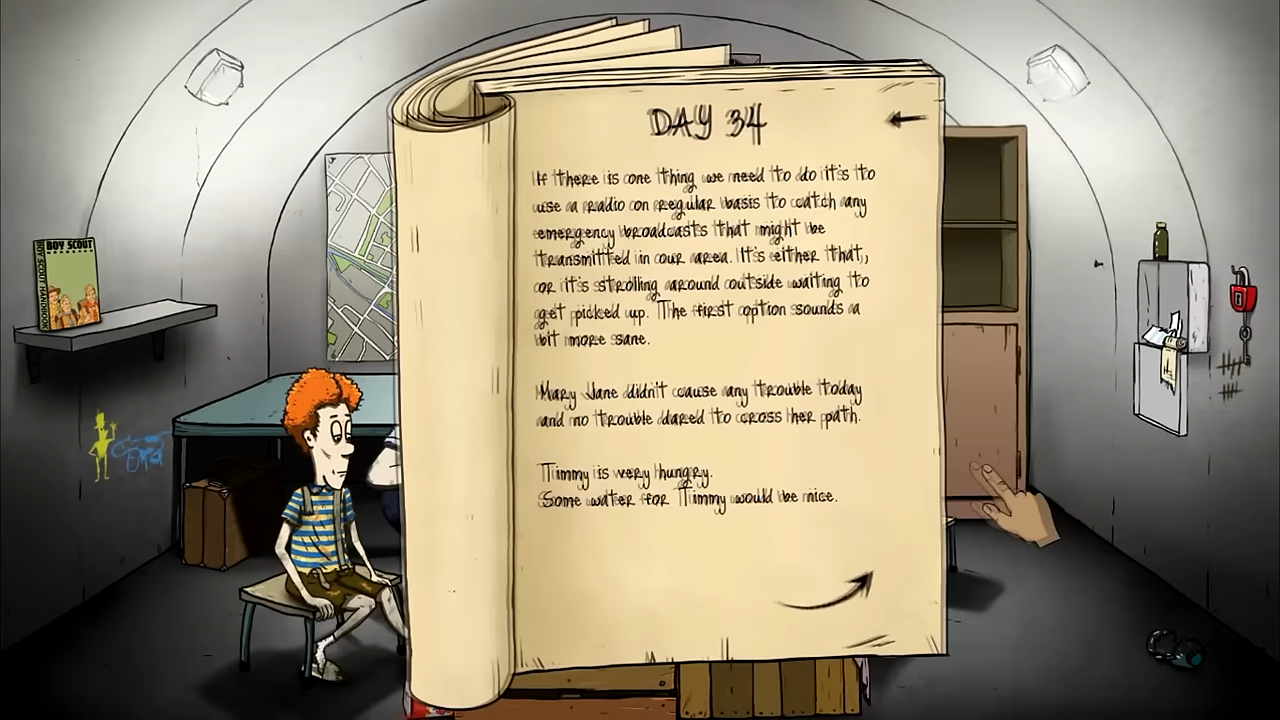 DAY 34
If there is one thing we need to do it's to
use a radio on regular basis to catch any
emergency broadcasts that might be
transmitted in our area. It's either that,
or it's strolling around outside waiting to
get picked up. The first option sounds a
bit more sane.
Mary Jane didn't cause any trouble today
and no trouble dared to cross her path.
Timmy is very hungry.
Some water for Timmy would be nice.
BOY SCOUT
BOY SCOUT HANDBOOK